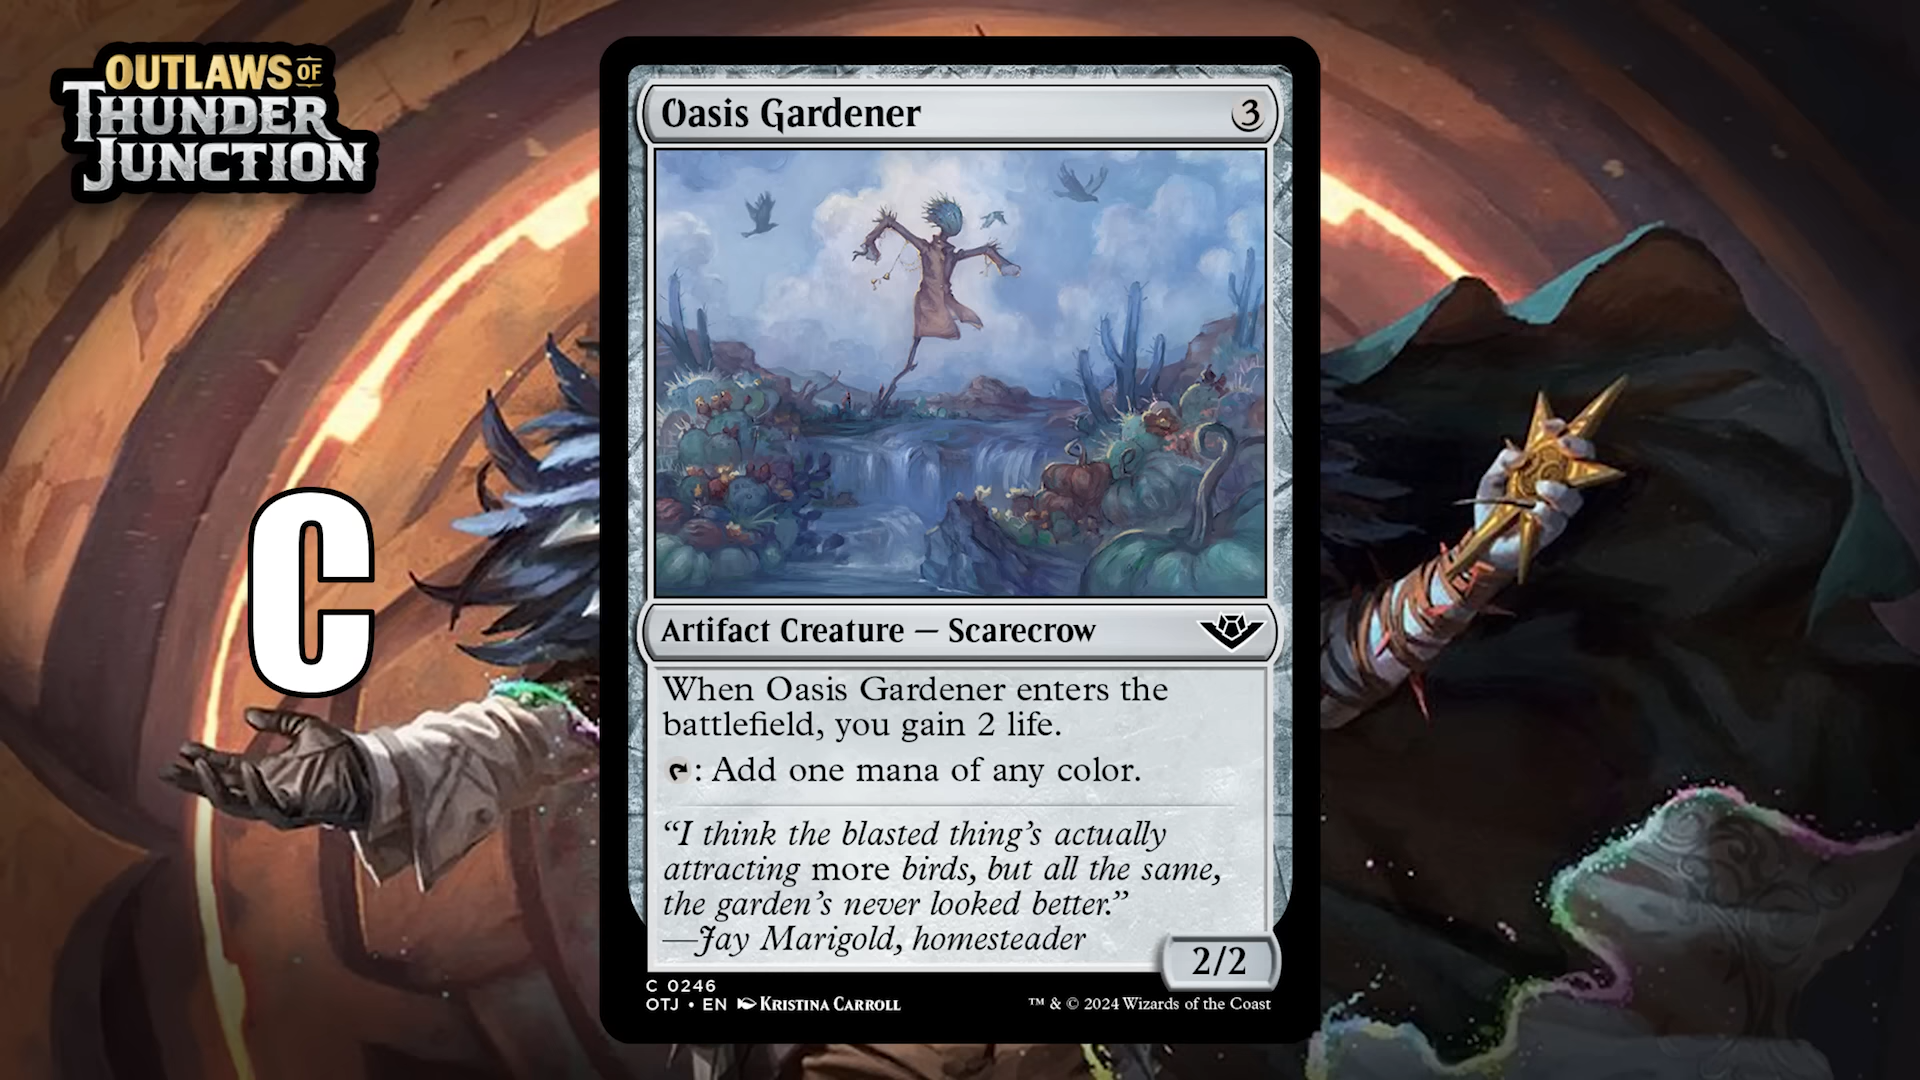 OUTLAWS OF
THUNDER
JUNCTION
C
Oasis Gardener
3
Artifact Creature — Scarecrow
When Oasis Gardener enters the
battlefield, you gain 2 life.
: Add one mana of any color.
“I think the blasted thing’s actually
attracting more birds, but all the same,
the garden’s never looked better.”
—Jay Marigold, homesteader
2/2
C 0246
OTJ • EN KRISTINA CARROLL
™ & © 2024 Wizards of the Coast